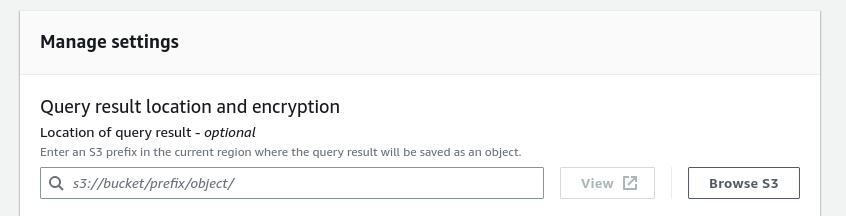 Manage settings
Query result location and encryption
Location of query result - optional
Enter an S3 prefix in the current region where the query result will be saved as an object.
s3://bucket/prefix/object/ View Browse S3